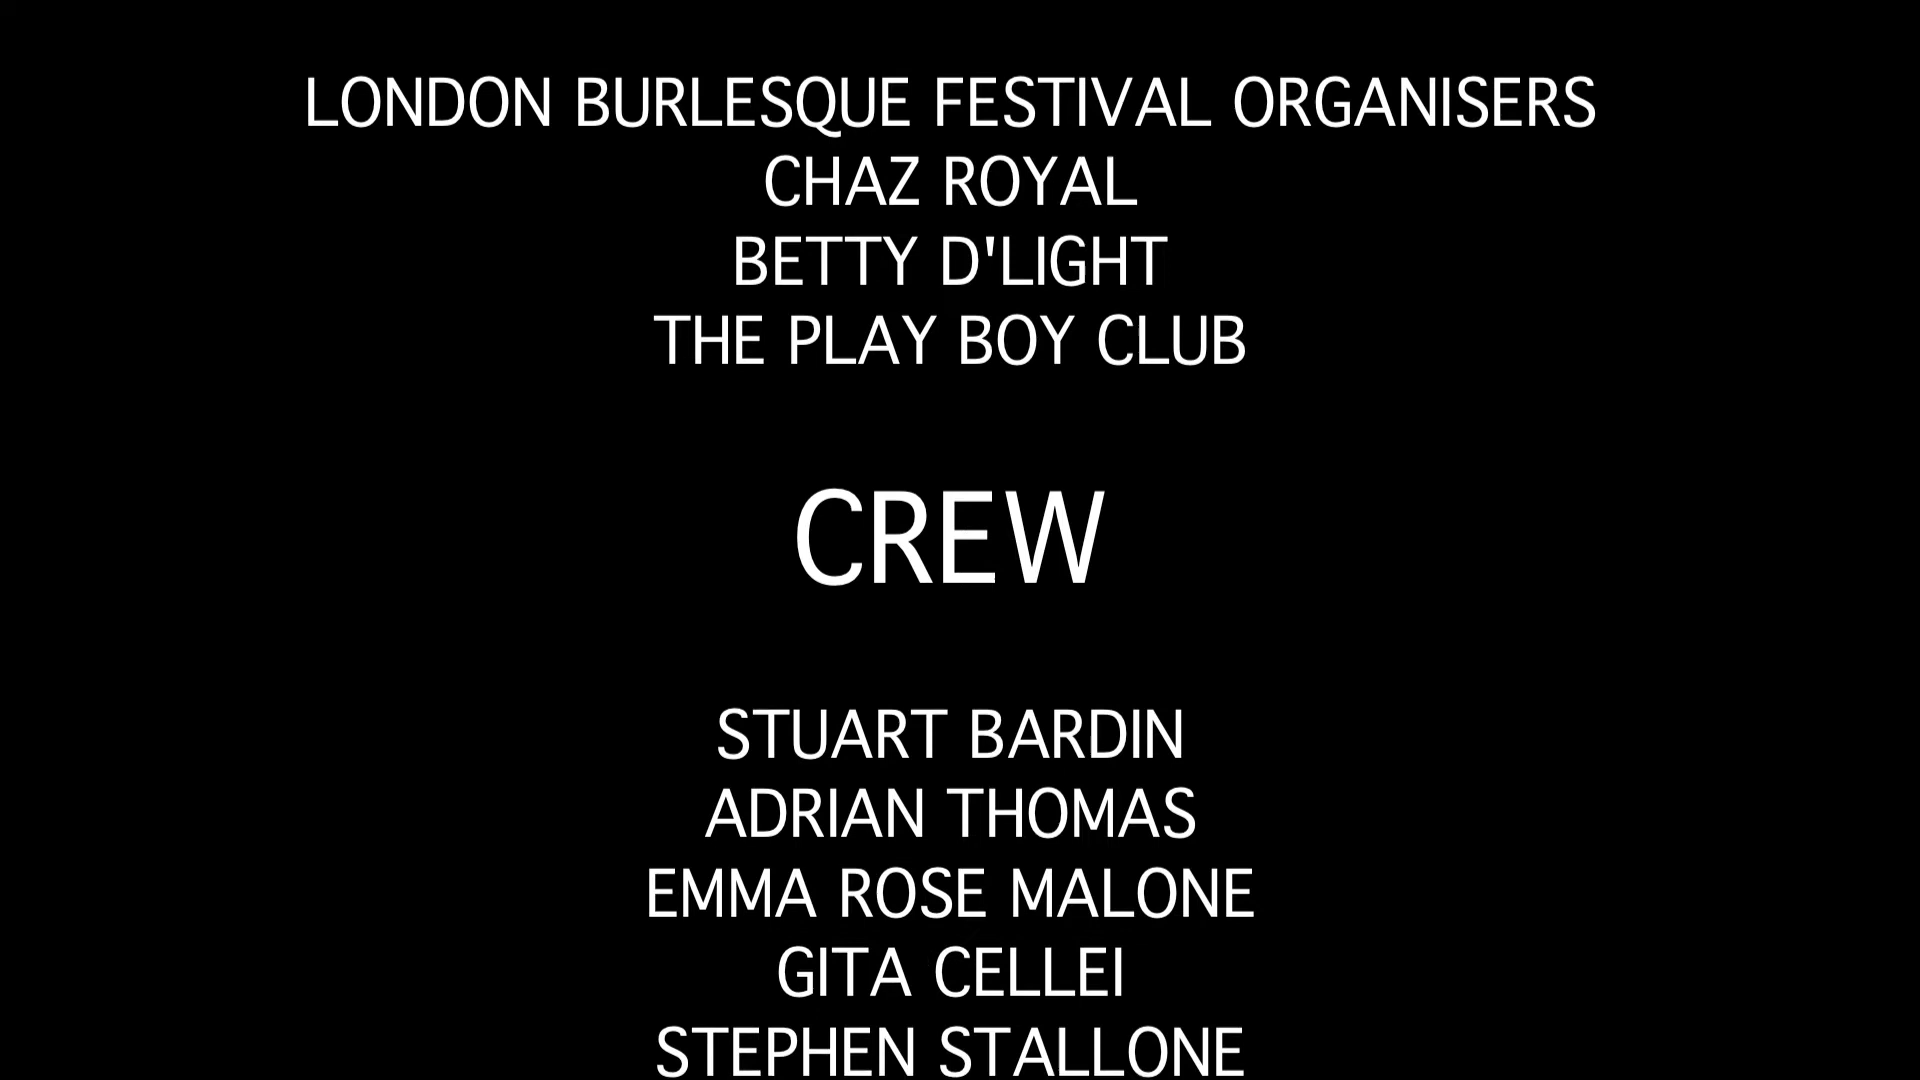 LONDON BURLESQUE FESTIVAL ORGANISERS
CHAZ ROYAL
BETTY D'LIGHT
THE PLAY BOY CLUB
CREW
STUART BARDIN
ADRIAN THOMAS
EMMA ROSE MALONE
GITA CELLEI
STEPHEN STALLONE